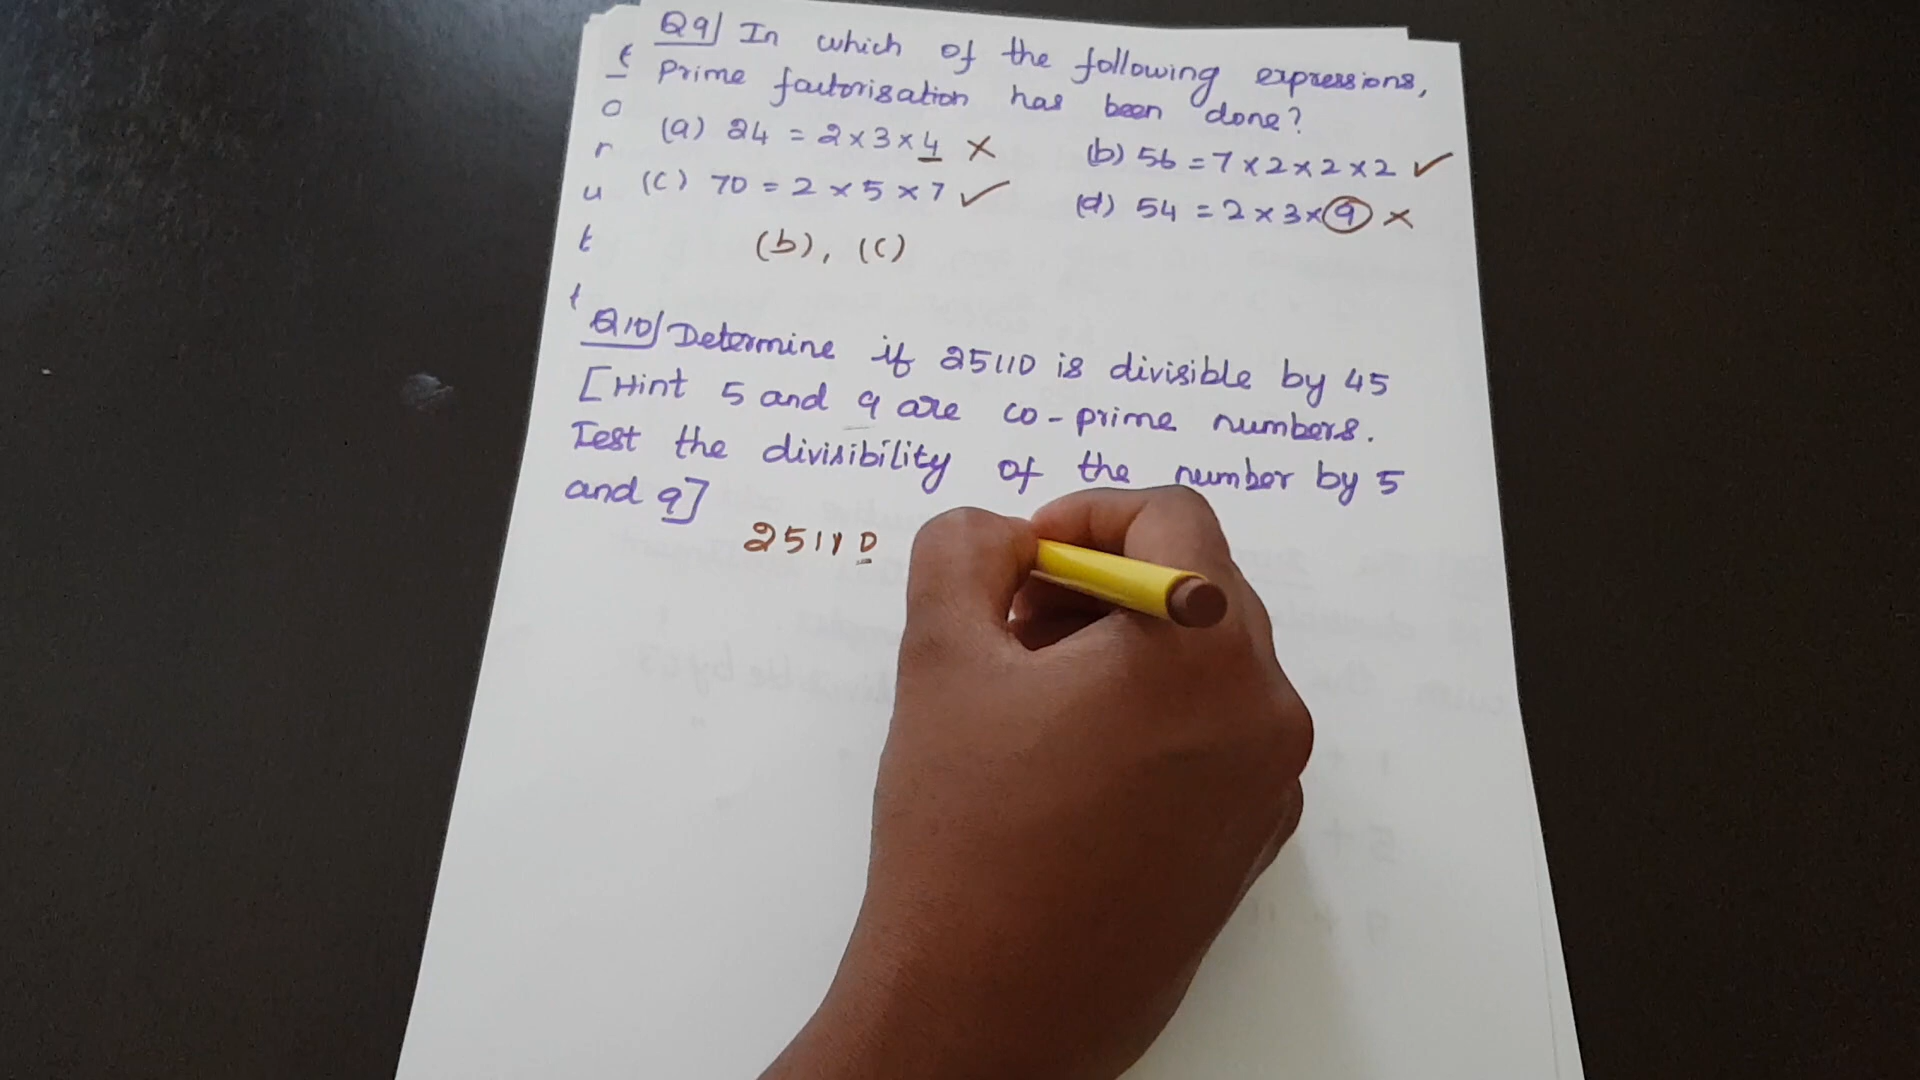 Q9/ In which of the following expressions,
Prime factorisation has been done?
(a) 24 = 2 × 3 × 4 ×
(b) 56 = 7 × 2 × 2 × 2 ✓
(c) 70 = 2 × 5 × 7 ✓
(d) 54 = 2 × 3 × 9 ×
(b), (c)
Q10/ Determine if 25110 is divisible by 45
[Hint 5 and 9 are co-prime numbers.
Test the divisibility of the number by 5
and 9]
25110